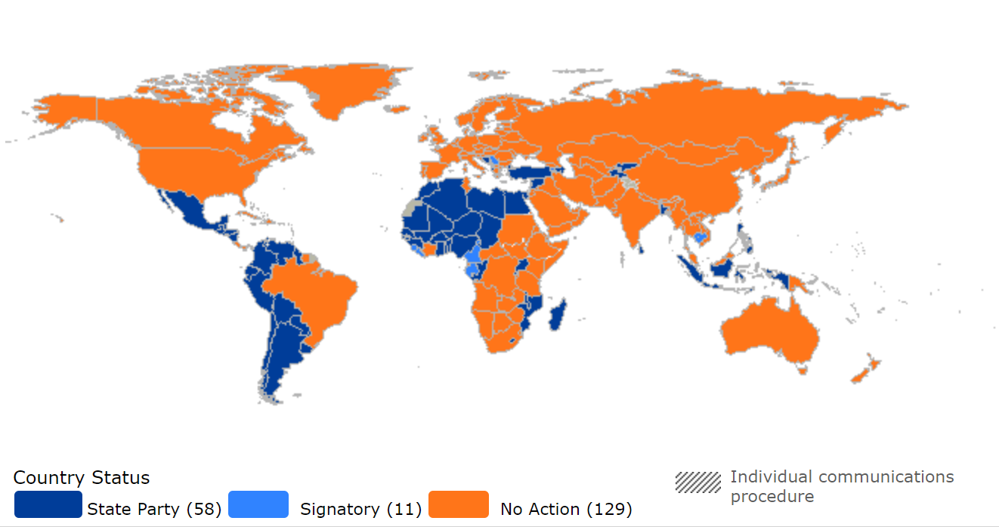 Country Status
State Party (58) Signatory (11) No Action (129)
Individual communications
procedure